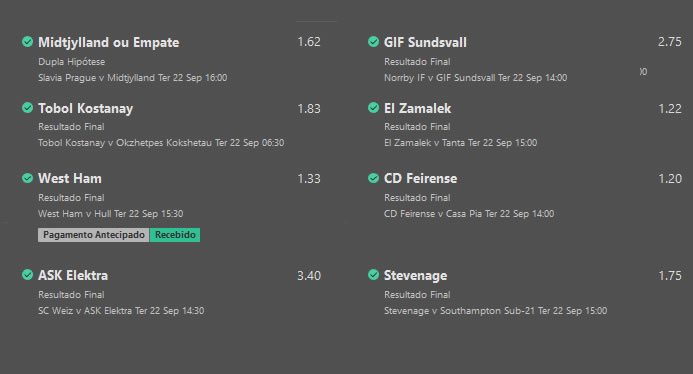 Midtjylland ou Empate 1.62
Dupla Hipótese
Slavia Prague v Midtjylland Ter 22 Sep 16:00
Tobol Kostanay 1.83
Resultado Final
Tobol Kostanay v Okzhetpes Kokshetau Ter 22 Sep 06:30
West Ham 1.33
Resultado Final
West Ham v Hull Ter 22 Sep 15:30
Pagamento Antecipado Recebido
ASK Elektra 3.40
Resultado Final
SC Weiz v ASK Elektra Ter 22 Sep 14:30
GIF Sundsvall 2.75
Resultado Final
Norrby IF v GIF Sundsvall Ter 22 Sep 14:00
El Zamalek 1.22
Resultado Final
El Zamalek v Tanta Ter 22 Sep 15:00
CD Feirense 1.20
Resultado Final
CD Feirense v Casa Pia Ter 22 Sep 14:00
Stevenage 1.75
Resultado Final
Stevenage v Southampton Sub-21 Ter 22 Sep 15:00